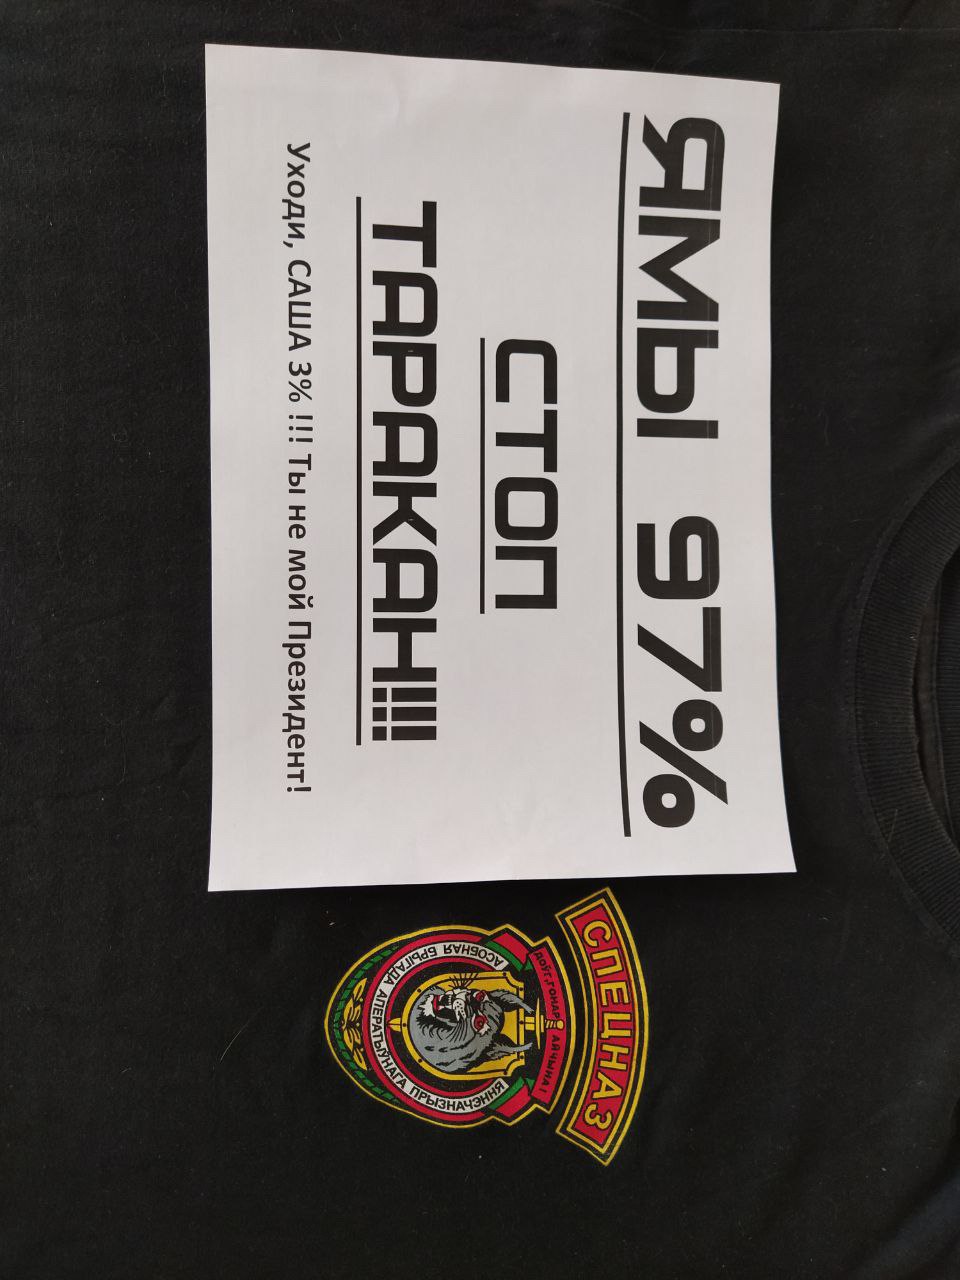 ЯМЫ 97%
СТОП
ТАРАКАН!!!
Уходи, САША 3% !!! Ты не мой Президент!
СПЕЦНАЗ
ДОЎГ, ГОНАР АЙЧЫНА!
АСОБНАЯ БРЫГАДА АПЕРАТЫЎНАГА ПРЫЗНАЧЭННЯ